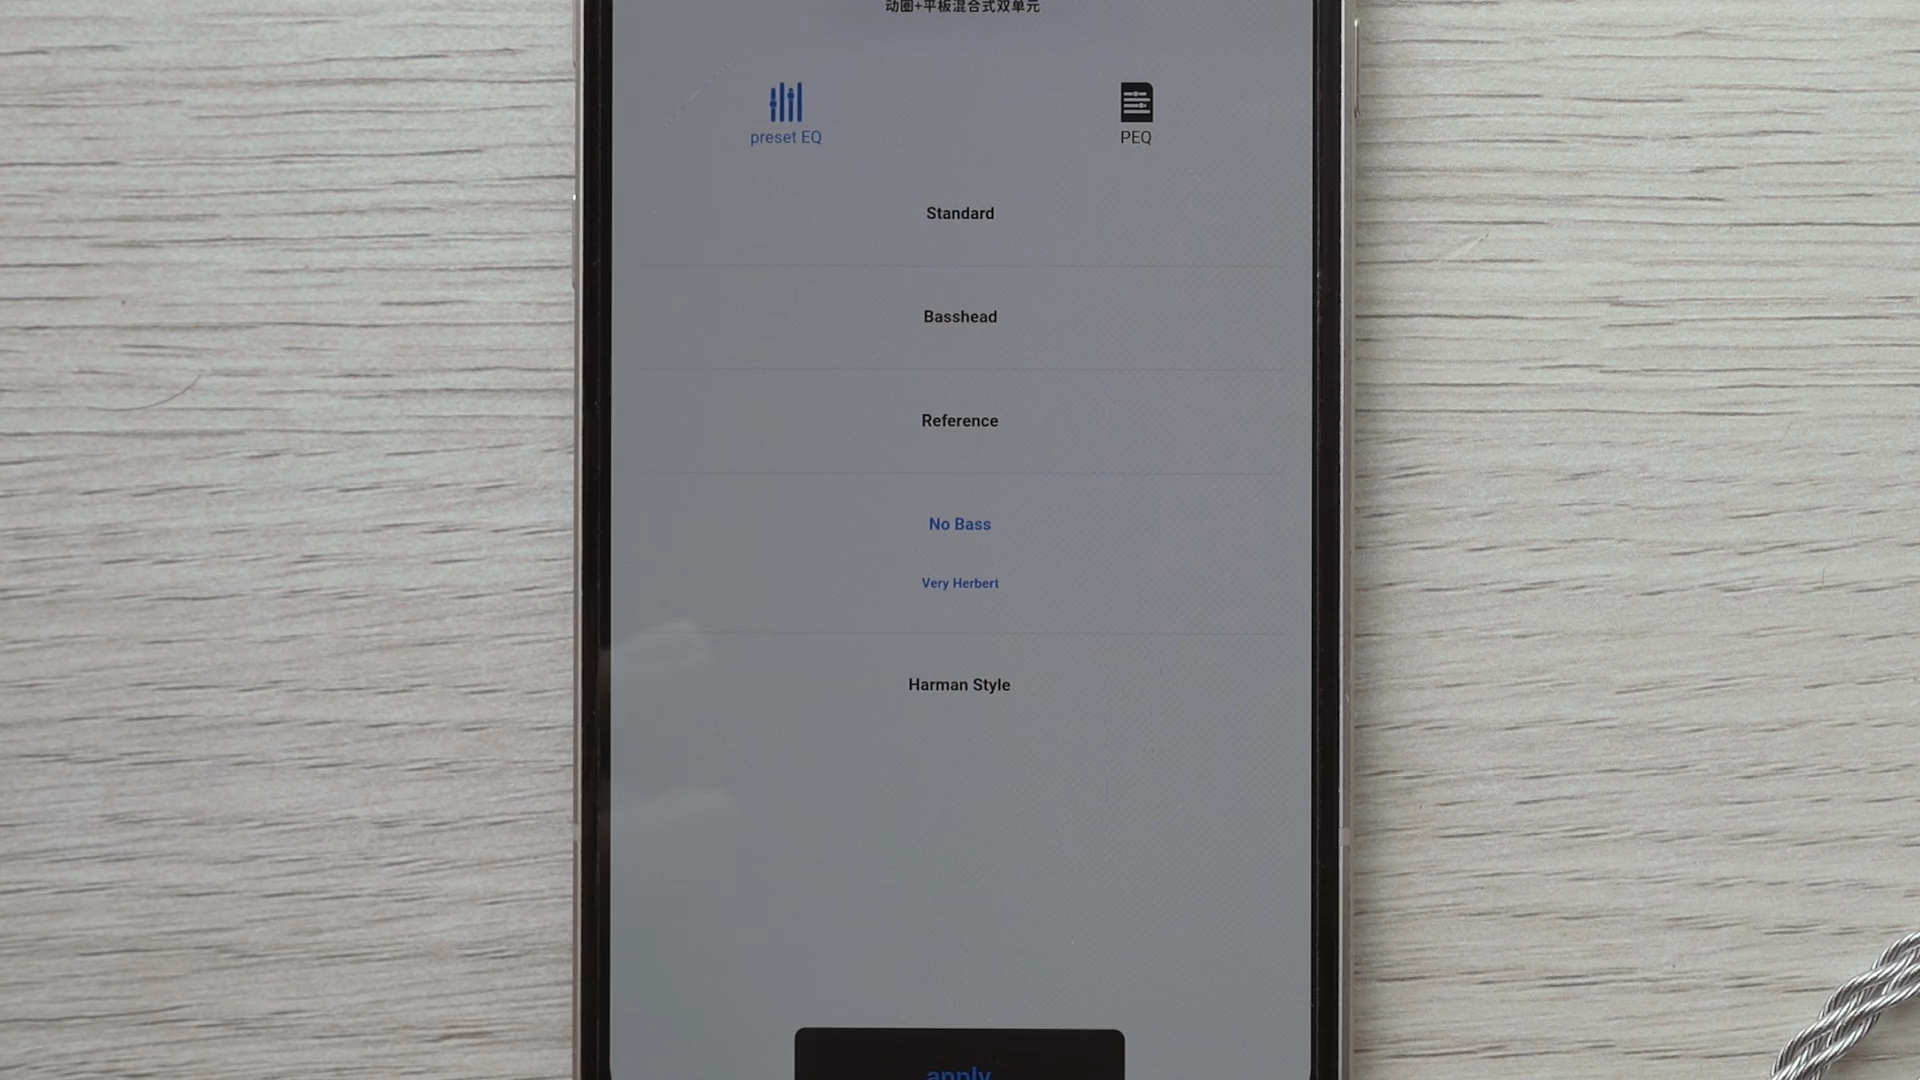 动圈+平板混合式双单元
preset EQ
PEQ
Standard
Basshead
Reference
No Bass
Very Herbert
Harman Style
apply